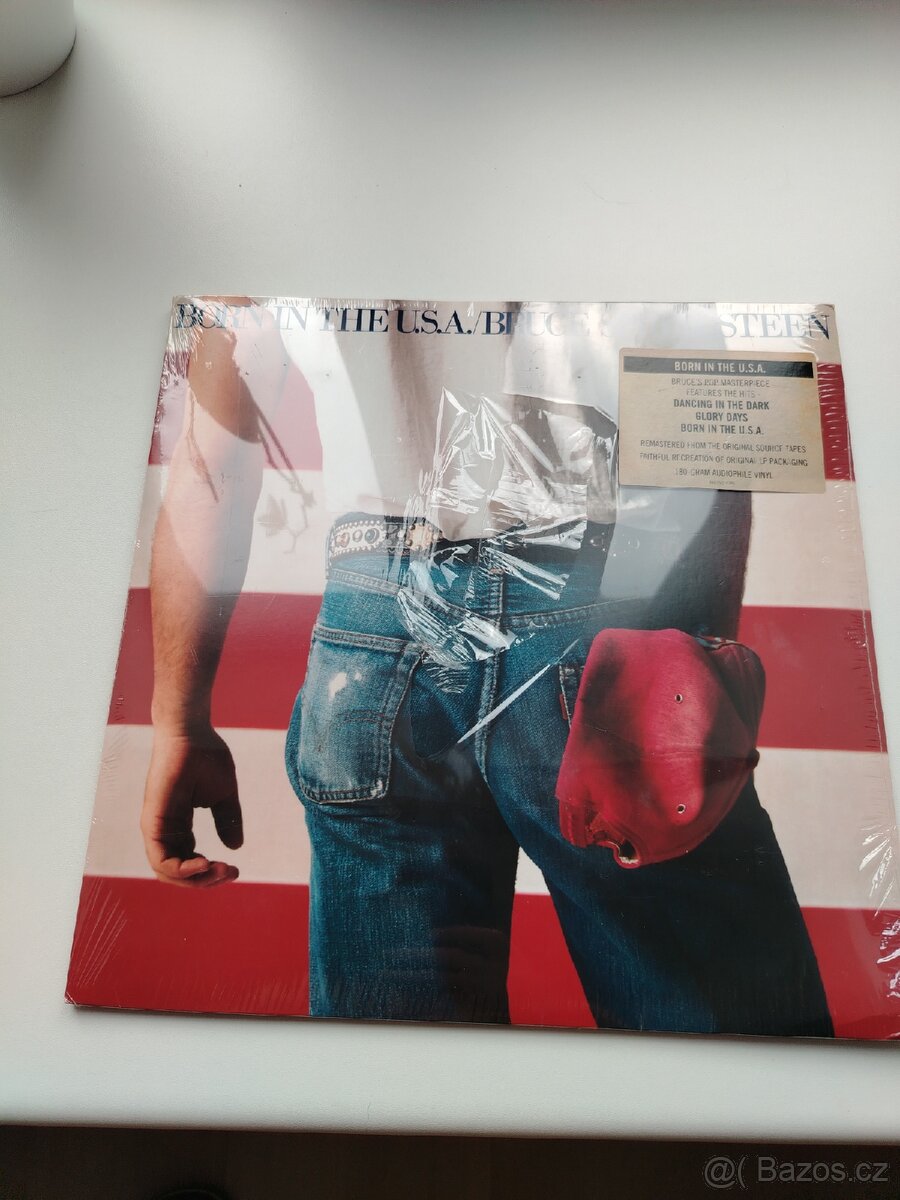 BORN IN THE U.S.A./BRUCE STEEN
BORN IN THE U.S.A.
BRUCE'S POP MASTERPIECE
FEATURES THE HITS
DANCING IN THE DARK
GLORY DAYS
BORN IN THE U.S.A.
REMASTERED FROM THE ORIGINAL SOURCE TAPES
FAITHFUL RECREATION OF ORIGINAL LP PACKAGING
180-GRAM AUDIOPHILE VINYL
@( Bazos.cz